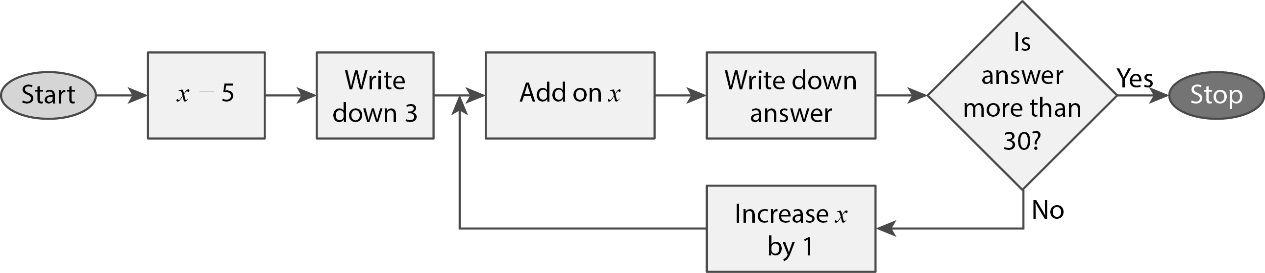 Start
x − 5
Write
down 3
Add on x
Write down
answer
Is
answer
more than
30?
Yes
Stop
No
Increase x
by 1